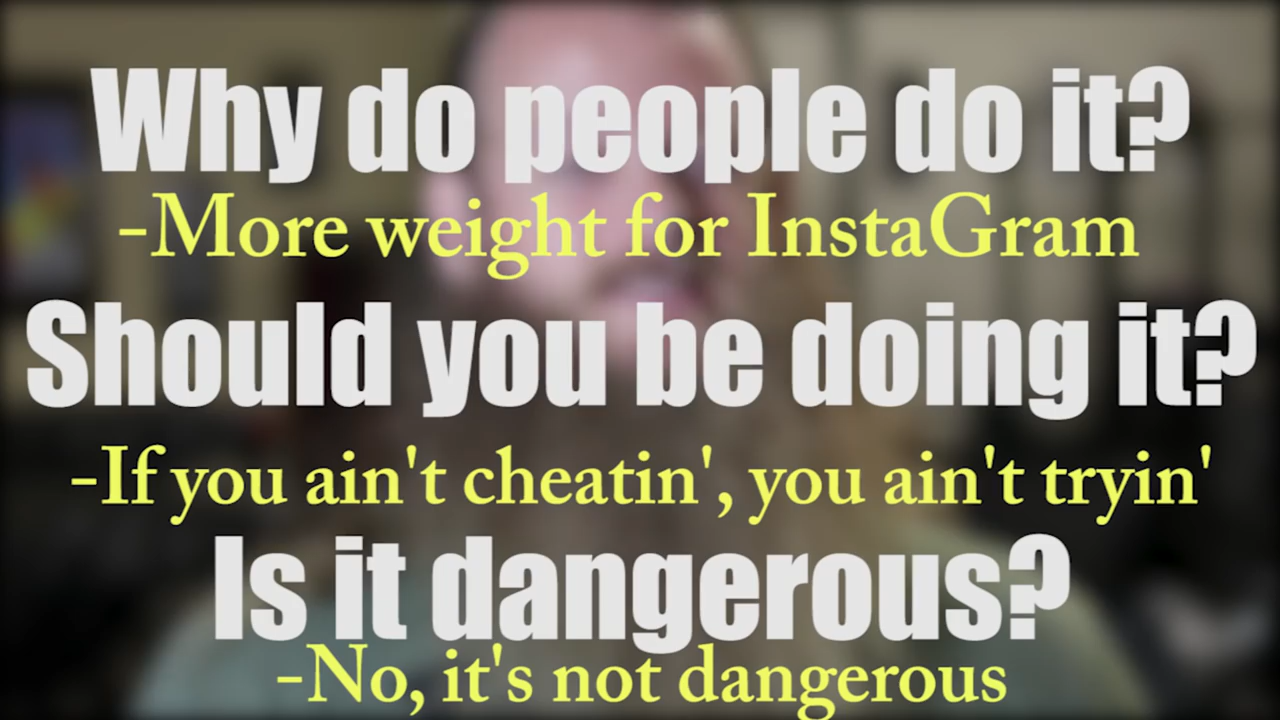 Why do people do it?
-More weight for InstaGram
Should you be doing it?
-If you ain't cheatin', you ain't tryin'
Is it dangerous?
-No, it's not dangerous